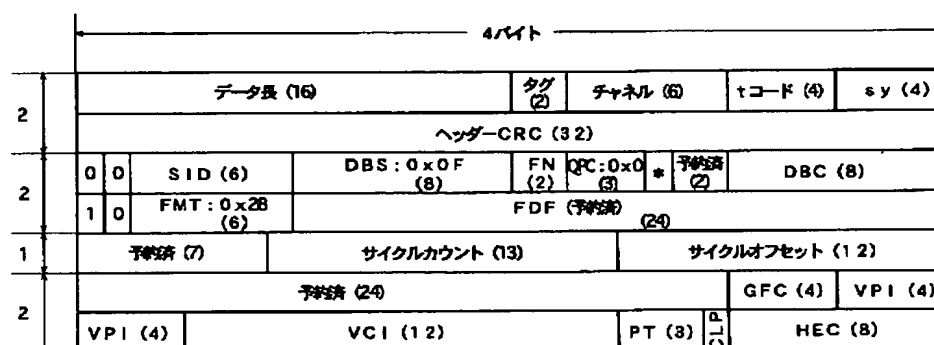 4バイト
2 データ長 (16) タグ (2) チャネル (6) tコード (4) sy (4)
ヘッダーCRC (32)
2 0 0 SID (6) DBS:0x0F (8) FN (2) QPC:0x0 (3) * 予約済 (2) DBC (8)
1 0 FMT:0x28 (6) FDF (予約済) (24)
1 予約済 (7) サイクルカウント (13) サイクルオフセット (12)
2 予約済 (24) GFC (4) VPI (4)
VPI (4) VCI (12) PT (3) CLP HEC (8)